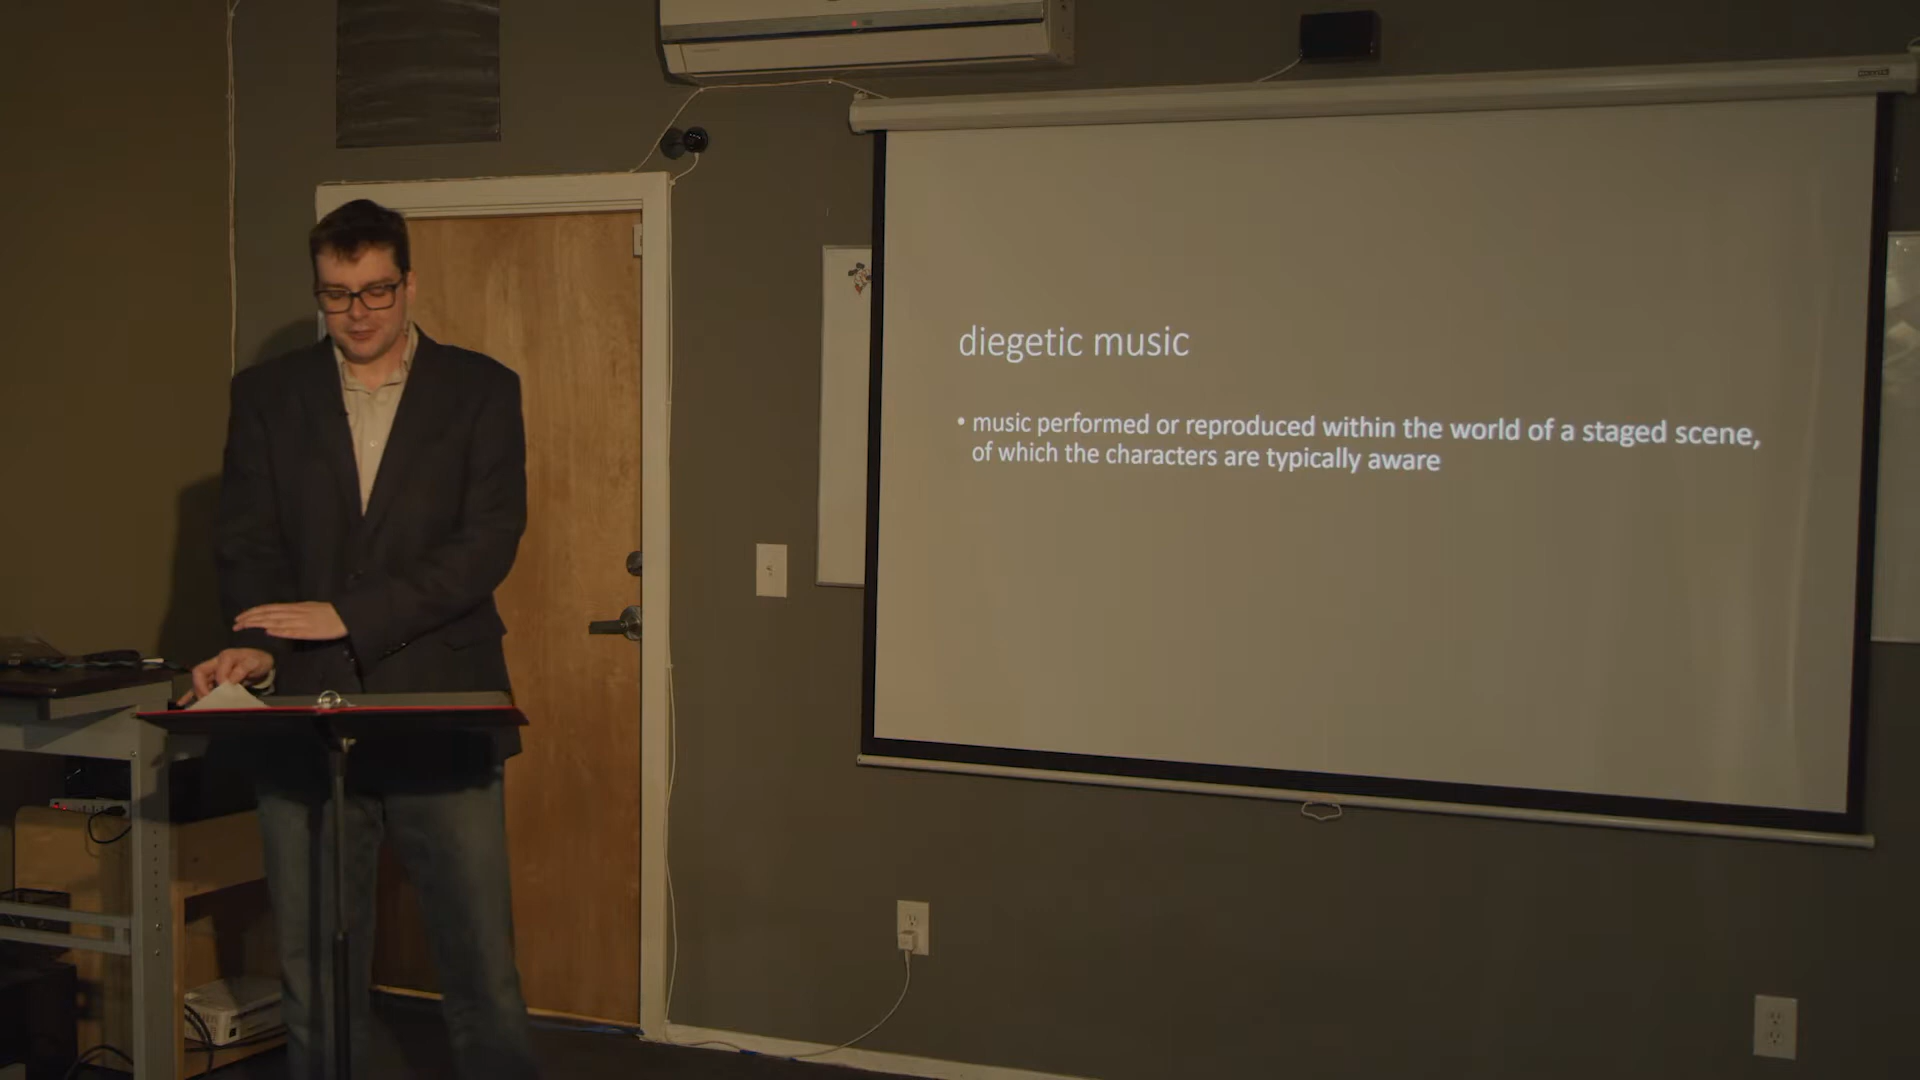 diegetic music
• music performed or reproduced within the world of a staged scene,
of which the characters are typically aware